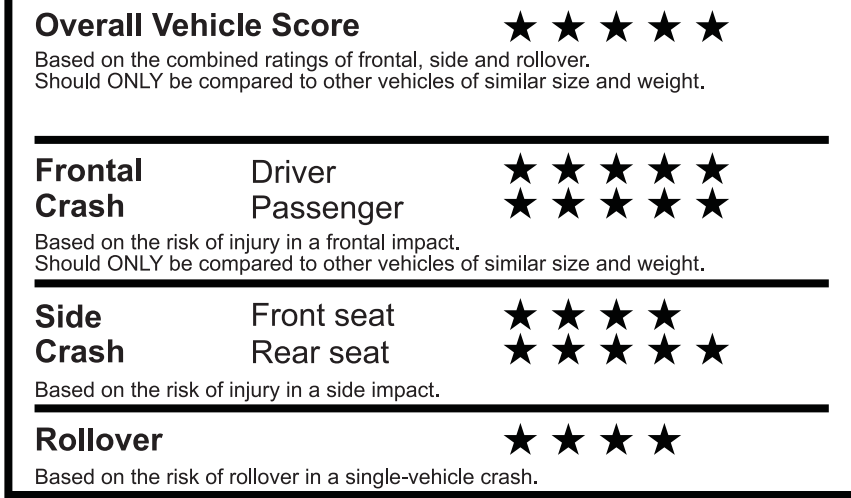 Overall Vehicle Score ★ ★ ★ ★ ★
Based on the combined ratings of frontal, side and rollover.
Should ONLY be compared to other vehicles of similar size and weight.
Frontal Driver ★ ★ ★ ★ ★
Crash Passenger ★ ★ ★ ★ ★
Based on the risk of injury in a frontal impact.
Should ONLY be compared to other vehicles of similar size and weight.
Side Front seat ★ ★ ★ ★
Crash Rear seat ★ ★ ★ ★ ★
Based on the risk of injury in a side impact.
Rollover ★ ★ ★ ★
Based on the risk of rollover in a single-vehicle crash.